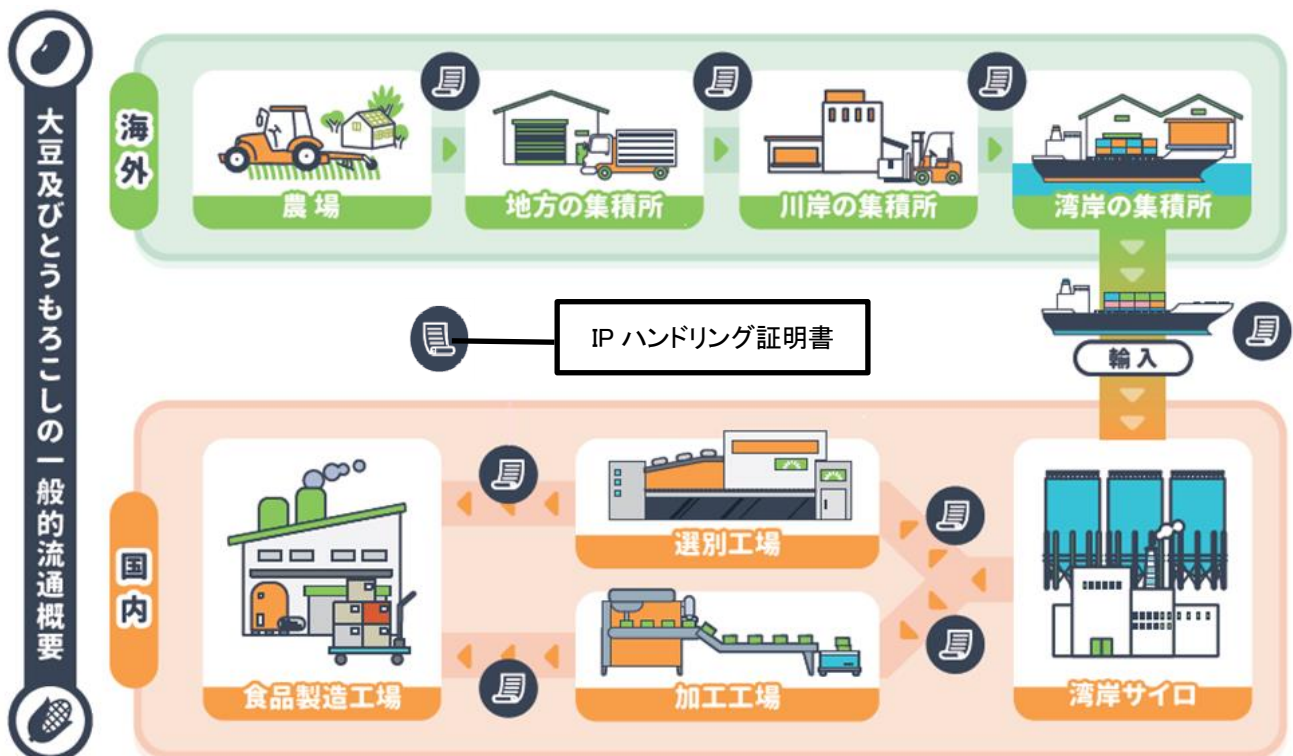 大豆及びとうもろこしの一般的流通概要
海外
農場
地方の集積所
川岸の集積所
湾岸の集積所
IP ハンドリング証明書
輸入
国内
食品製造工場
選別工場
加工工場
湾岸サイロ